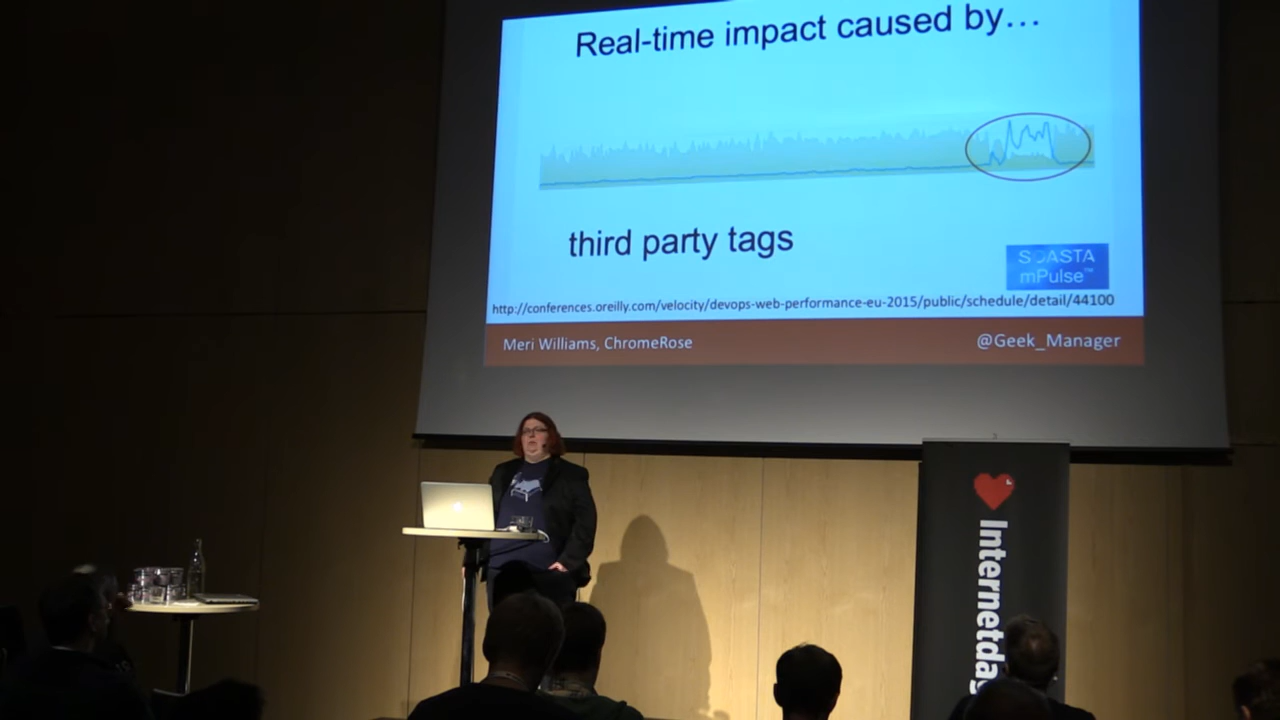 Real-time impact caused by...
third party tags
SOASTA
mPulse™
http://conferences.oreilly.com/velocity/devops-web-performance-eu-2015/public/schedule/detail/44100
Meri Williams, ChromeRose
@Geek_Manager